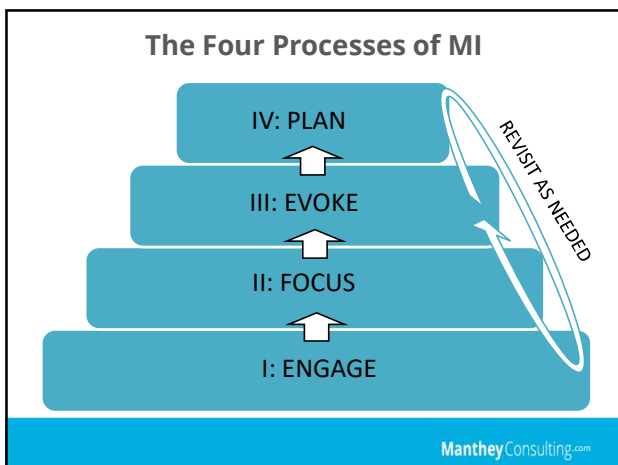 The Four Processes of MI
IV: PLAN
III: EVOKE
II: FOCUS
I: ENGAGE
REVISIT AS NEEDED
MantheyConsulting.com